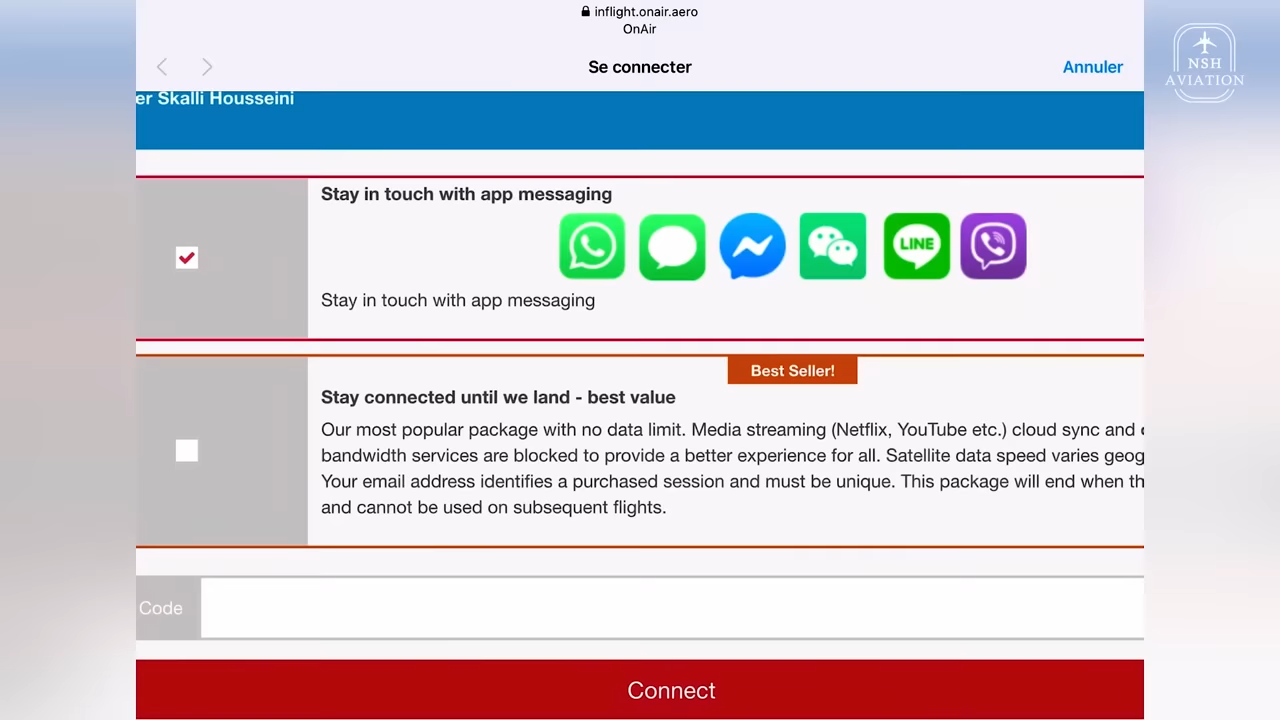 inflight.onair.aero
OnAir
Se connecter
Annuler
NSH
AVIATION
er Skalli Housseini
Stay in touch with app messaging
LINE
Stay in touch with app messaging
Best Seller!
Stay connected until we land - best value
Our most popular package with no data limit. Media streaming (Netflix, YouTube etc.) cloud sync and
bandwidth services are blocked to provide a better experience for all. Satellite data speed varies geog
Your email address identifies a purchased session and must be unique. This package will end when th
and cannot be used on subsequent flights.
Code
Connect